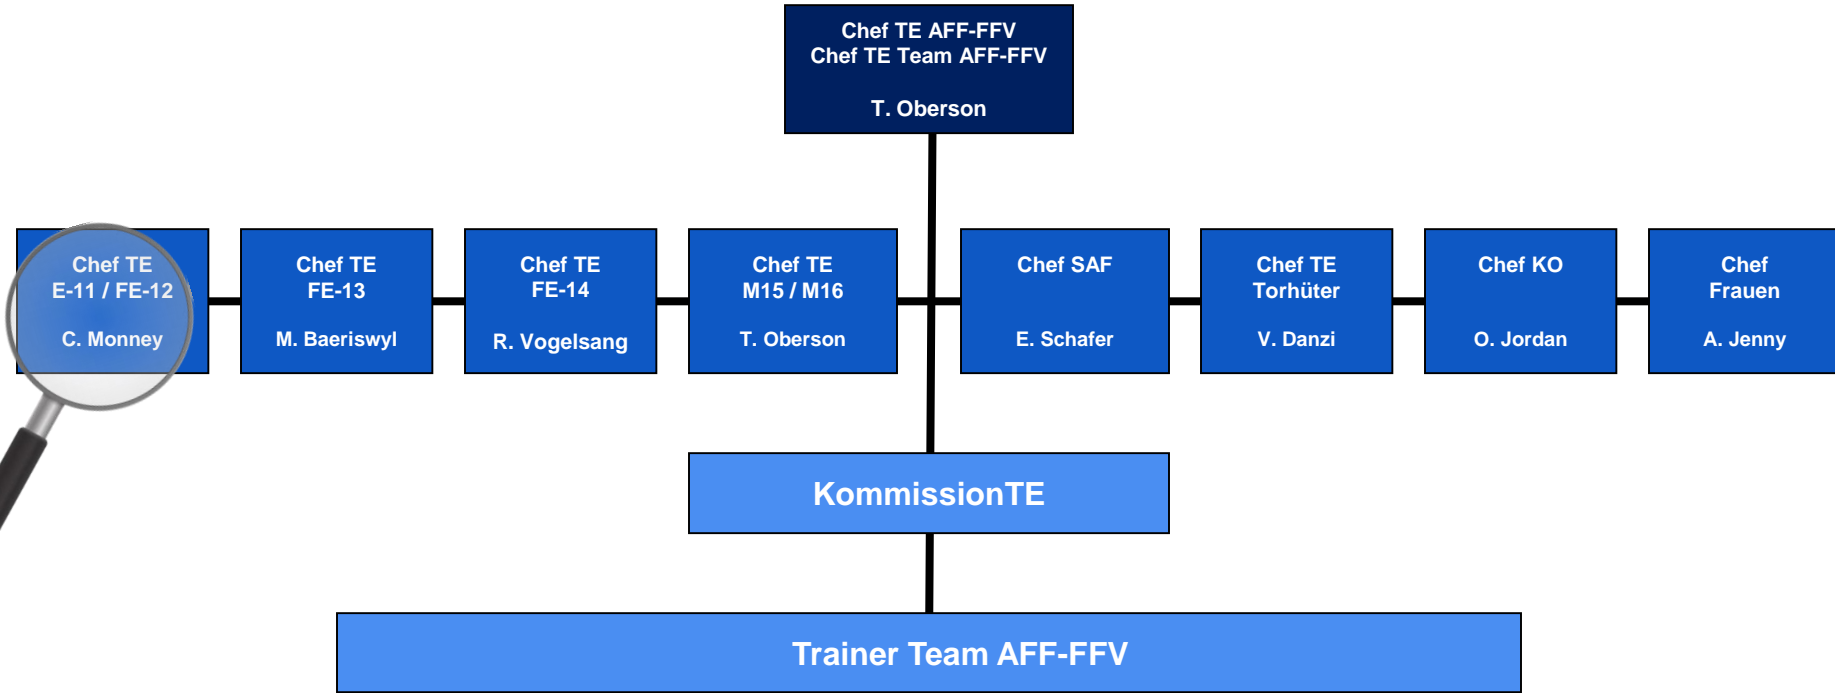 Chef TE AFF-FFV
Chef TE Team AFF-FFV
T. Oberson
Chef TE
E-11 / FE-12
C. Monney
Chef TE
FE-13
M. Baeriswyl
Chef TE
FE-14
R. Vogelsang
Chef TE
M15 / M16
T. Oberson
Chef SAF
E. Schafer
Chef TE
Torhüter
V. Danzi
Chef KO
O. Jordan
Chef
Frauen
A. Jenny
KommissionTE
Trainer Team AFF-FFV